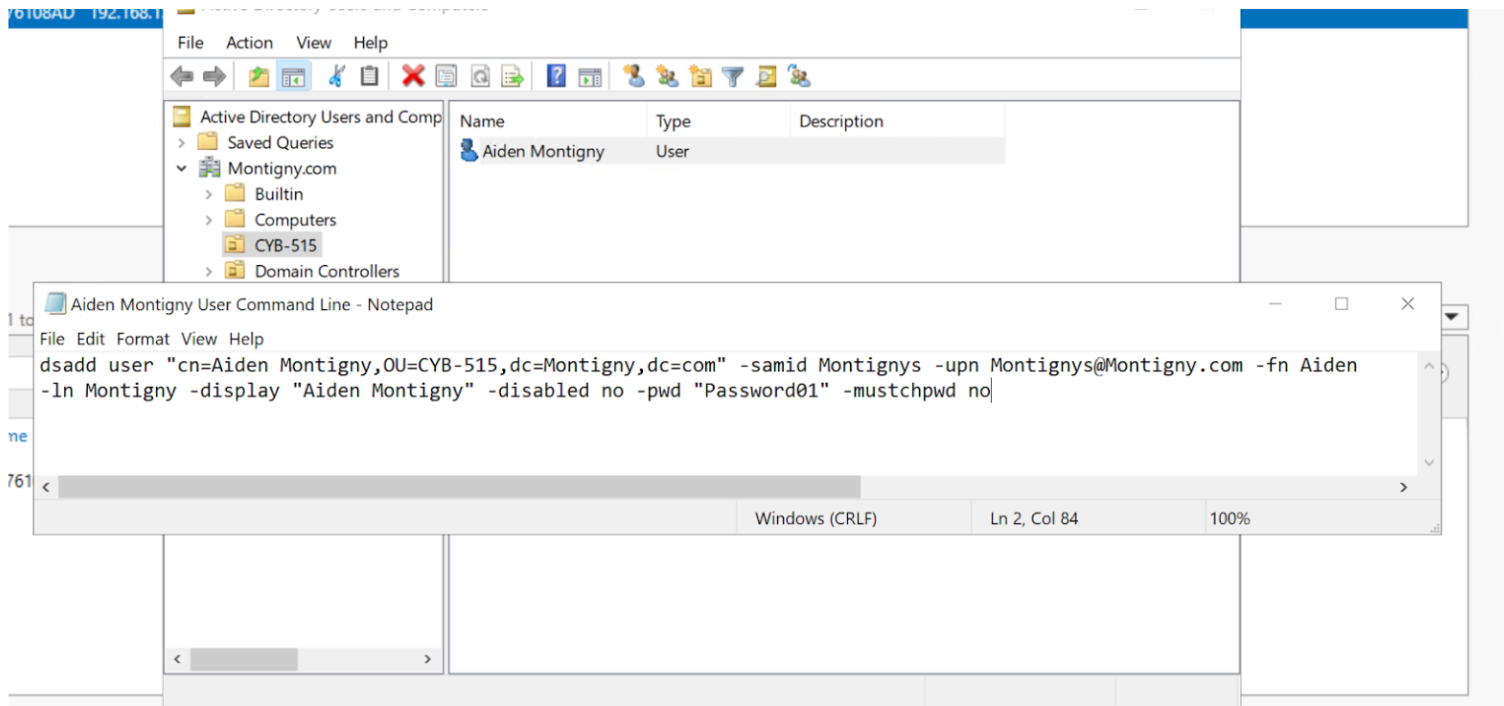 76108AD 192.168.1
File Action View Help
Active Directory Users and Comp
Saved Queries
Montigny.com
Builtin
Computers
CYB-515
Domain Controllers
Name Type Description
Aiden Montigny User
Aiden Montigny User Command Line - Notepad
File Edit Format View Help
dsadd user "cn=Aiden Montigny,OU=CYB-515,dc=Montigny,dc=com" -samid Montignys -upn Montignys@Montigny.com -fn Aiden
-ln Montigny -display "Aiden Montigny" -disabled no -pwd "Password01" -mustchpwd no
Windows (CRLF) Ln 2, Col 84 100%
1 to
me
761